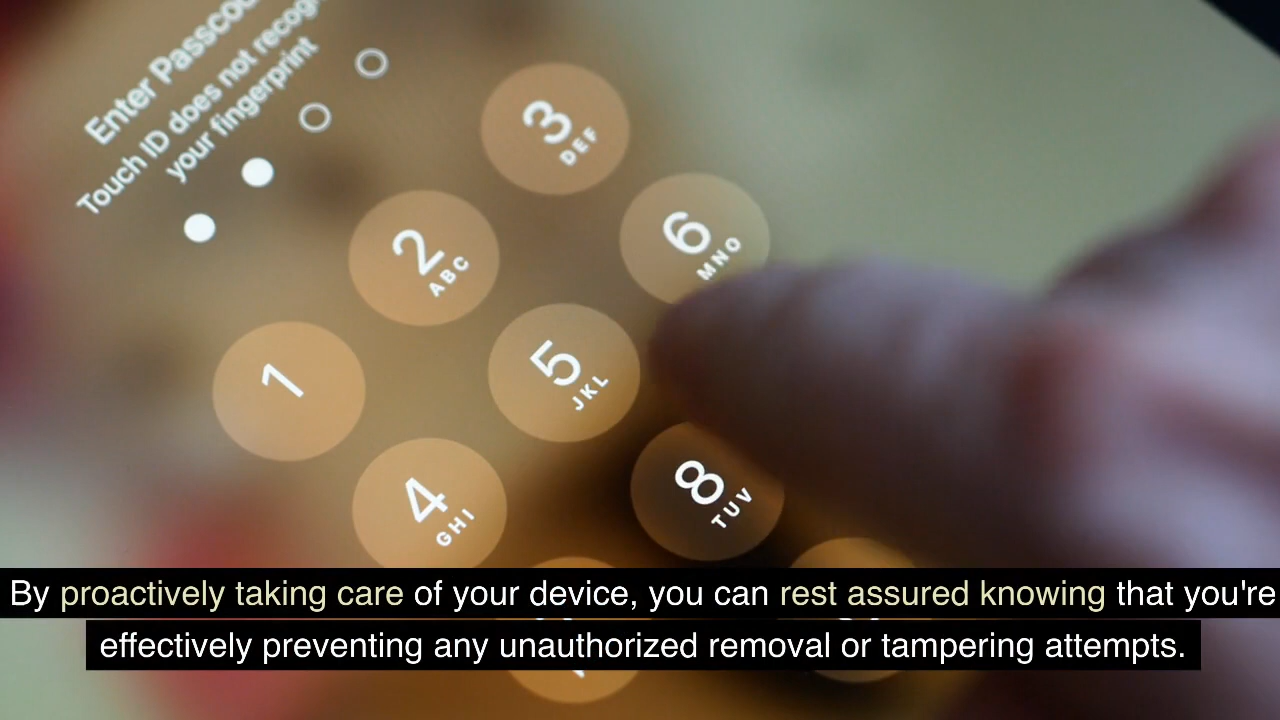 Enter Passco
Touch ID does not recog
your fingerprint
3
DEF
2
ABC
6
MNO
1
5
JKL
4
GHI
8
TUV
By proactively taking care of your device, you can rest assured knowing that you're
effectively preventing any unauthorized removal or tampering attempts.